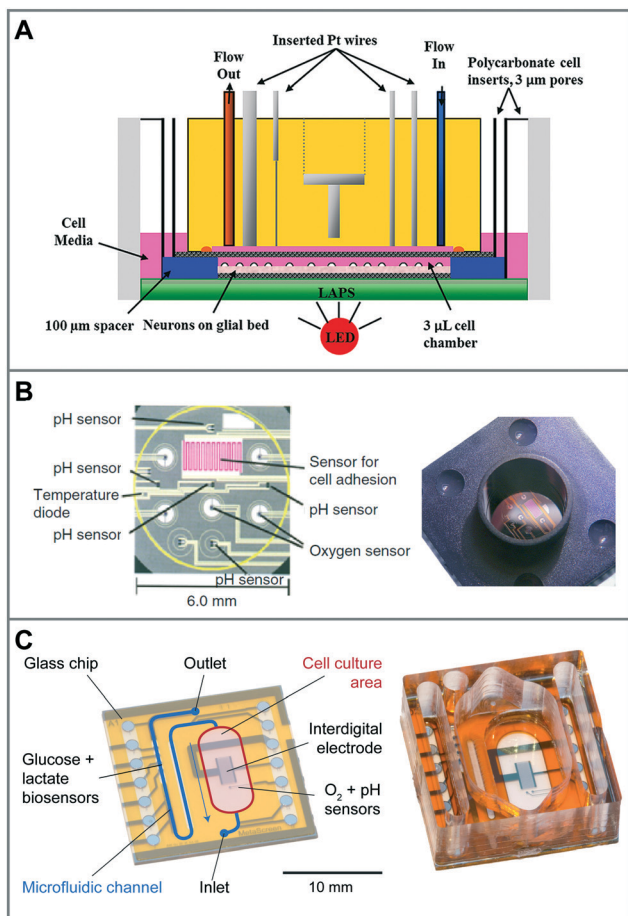 A
Flow
Out
Inserted Pt wires
Flow
In
Polycarbonate cell
inserts, 3 µm pores
Cell
Media
100 µm spacer
Neurons on glial bed
LAPS
LED
3 µL cell
chamber
B
pH sensor
pH sensor
Temperature
diode
pH sensor
Sensor for
cell adhesion
pH sensor
Oxygen sensor
pH sensor
6.0 mm
C
Glass chip
Outlet
Cell culture
area
Interdigital
electrode
Glucose +
lactate
biosensors
O₂ + pH
sensors
Microfluidic channel
Inlet
10 mm